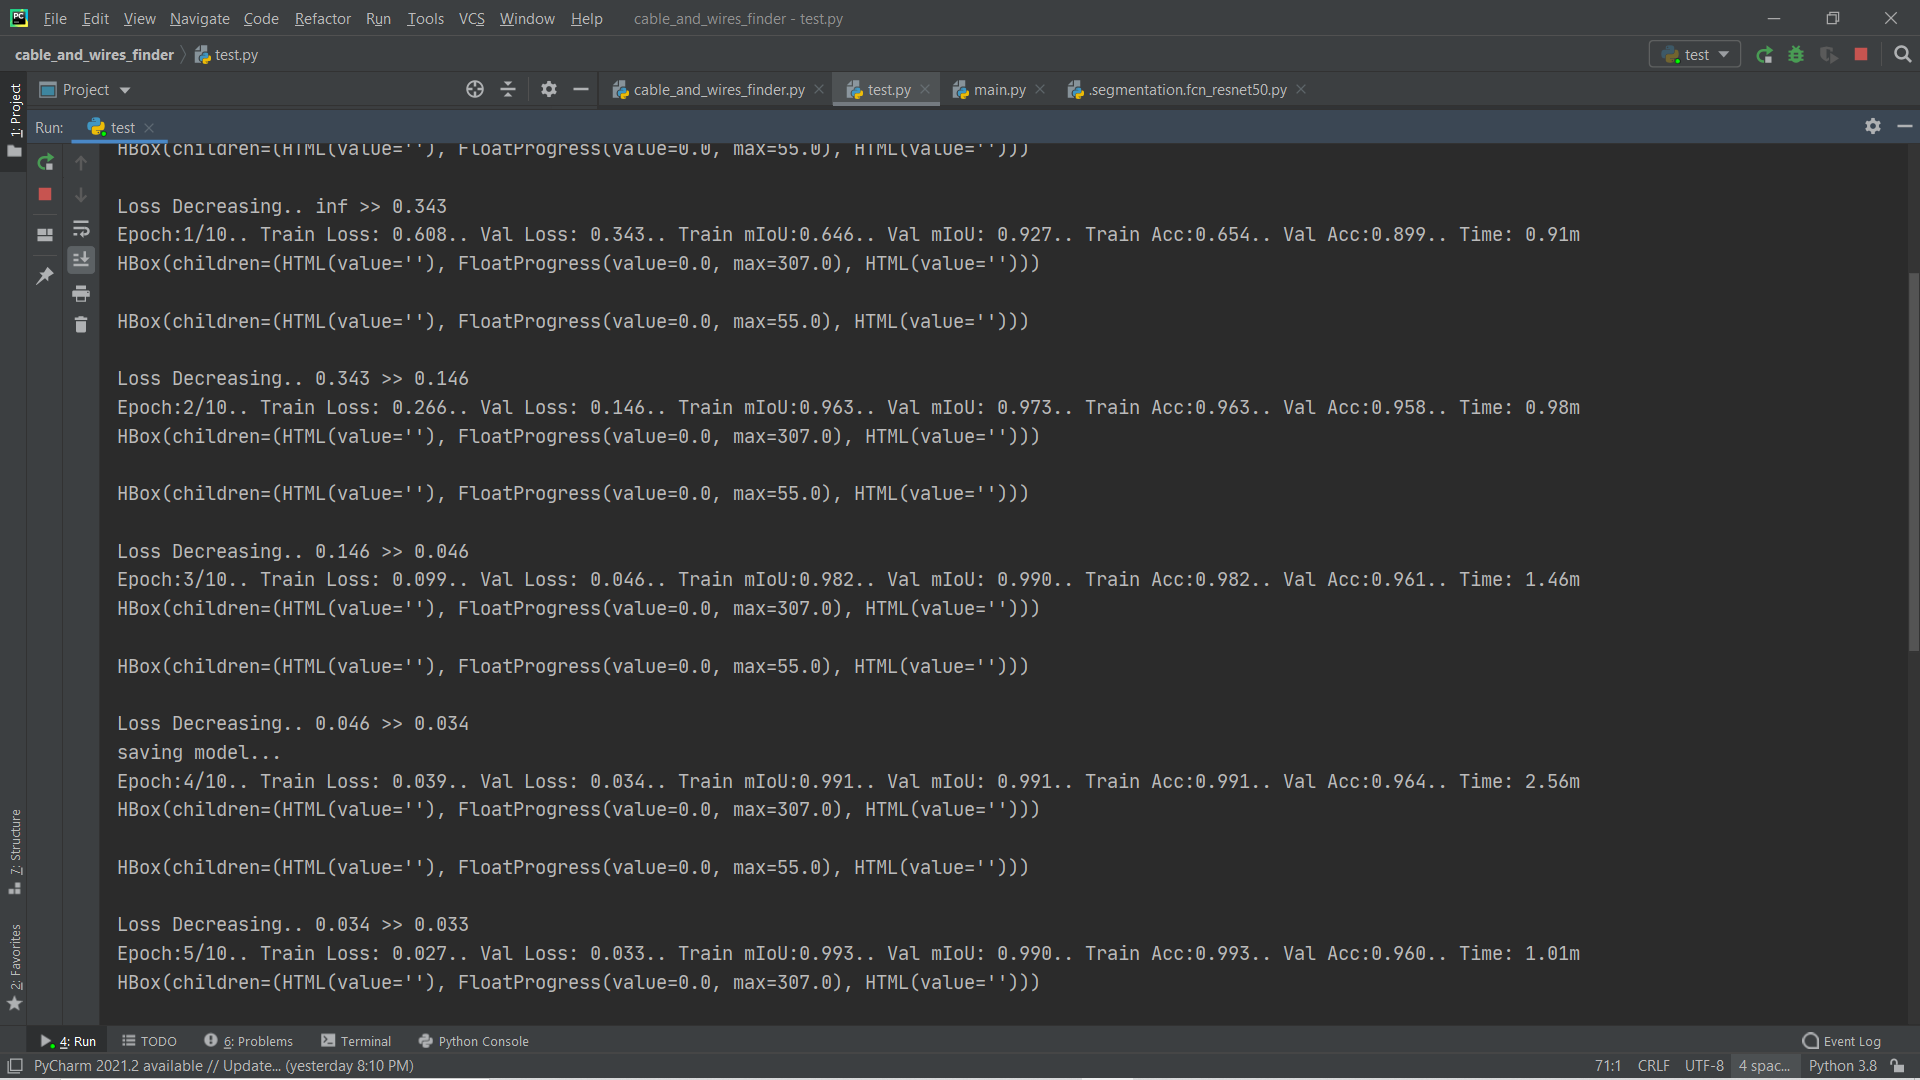 File Edit View Navigate Code Refactor Run Tools VCS Window Help cable_and_wires_finder - test.py
cable_and_wires_finder test.py test
1: Project
Project cable_and_wires_finder.py test.py main.py .segmentation.fcn_resnet50.py
Run: test
HBox(children=(HTML(value=''), FloatProgress(value=0.0, max=55.0), HTML(value='')))
Loss Decreasing.. inf >> 0.343
Epoch:1/10.. Train Loss: 0.608.. Val Loss: 0.343.. Train mIoU:0.646.. Val mIoU: 0.927.. Train Acc:0.654.. Val Acc:0.899.. Time: 0.91m
HBox(children=(HTML(value=''), FloatProgress(value=0.0, max=307.0), HTML(value='')))
HBox(children=(HTML(value=''), FloatProgress(value=0.0, max=55.0), HTML(value='')))
Loss Decreasing.. 0.343 >> 0.146
Epoch:2/10.. Train Loss: 0.266.. Val Loss: 0.146.. Train mIoU:0.963.. Val mIoU: 0.973.. Train Acc:0.963.. Val Acc:0.958.. Time: 0.98m
HBox(children=(HTML(value=''), FloatProgress(value=0.0, max=307.0), HTML(value='')))
HBox(children=(HTML(value=''), FloatProgress(value=0.0, max=55.0), HTML(value='')))
Loss Decreasing.. 0.146 >> 0.046
Epoch:3/10.. Train Loss: 0.099.. Val Loss: 0.046.. Train mIoU:0.982.. Val mIoU: 0.990.. Train Acc:0.982.. Val Acc:0.961.. Time: 1.46m
HBox(children=(HTML(value=''), FloatProgress(value=0.0, max=307.0), HTML(value='')))
HBox(children=(HTML(value=''), FloatProgress(value=0.0, max=55.0), HTML(value='')))
Loss Decreasing.. 0.046 >> 0.034
saving model...
Epoch:4/10.. Train Loss: 0.039.. Val Loss: 0.034.. Train mIoU:0.991.. Val mIoU: 0.991.. Train Acc:0.991.. Val Acc:0.964.. Time: 2.56m
HBox(children=(HTML(value=''), FloatProgress(value=0.0, max=307.0), HTML(value='')))
HBox(children=(HTML(value=''), FloatProgress(value=0.0, max=55.0), HTML(value='')))
Loss Decreasing.. 0.034 >> 0.033
Epoch:5/10.. Train Loss: 0.027.. Val Loss: 0.033.. Train mIoU:0.993.. Val mIoU: 0.990.. Train Acc:0.993.. Val Acc:0.960.. Time: 1.01m
HBox(children=(HTML(value=''), FloatProgress(value=0.0, max=307.0), HTML(value='')))
7: Structure
2: Favorites
4: Run TODO 6: Problems Terminal Python Console Event Log
PyCharm 2021.2 available // Update... (yesterday 8:10 PM) 71:1 CRLF UTF-8 4 spac... Python 3.8